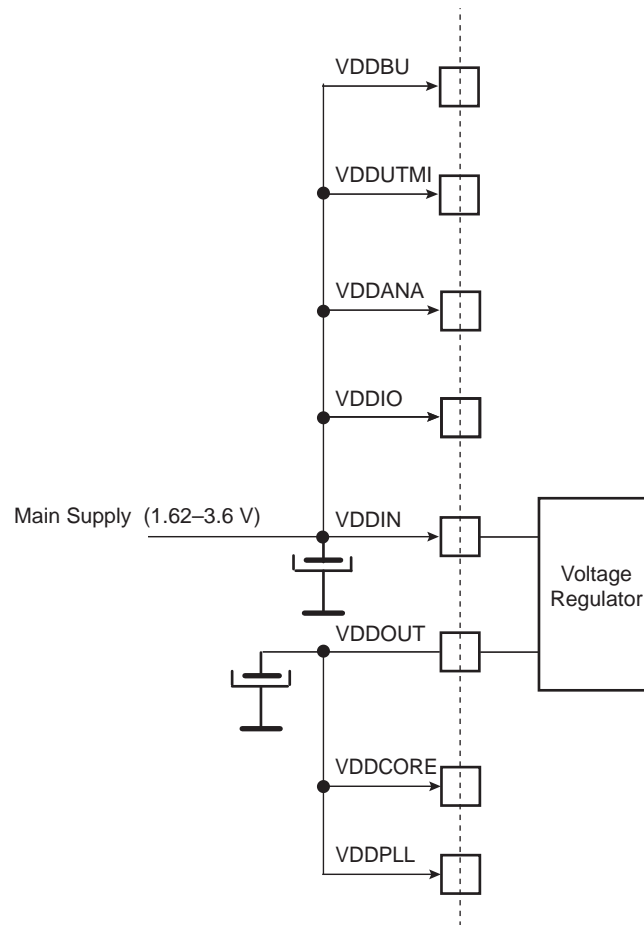 VDDBU
VDDUTMI
VDDANA
VDDIO
Main Supply (1.62–3.6 V)
VDDIN
Voltage
Regulator
VDDOUT
VDDCORE
VDDPLL